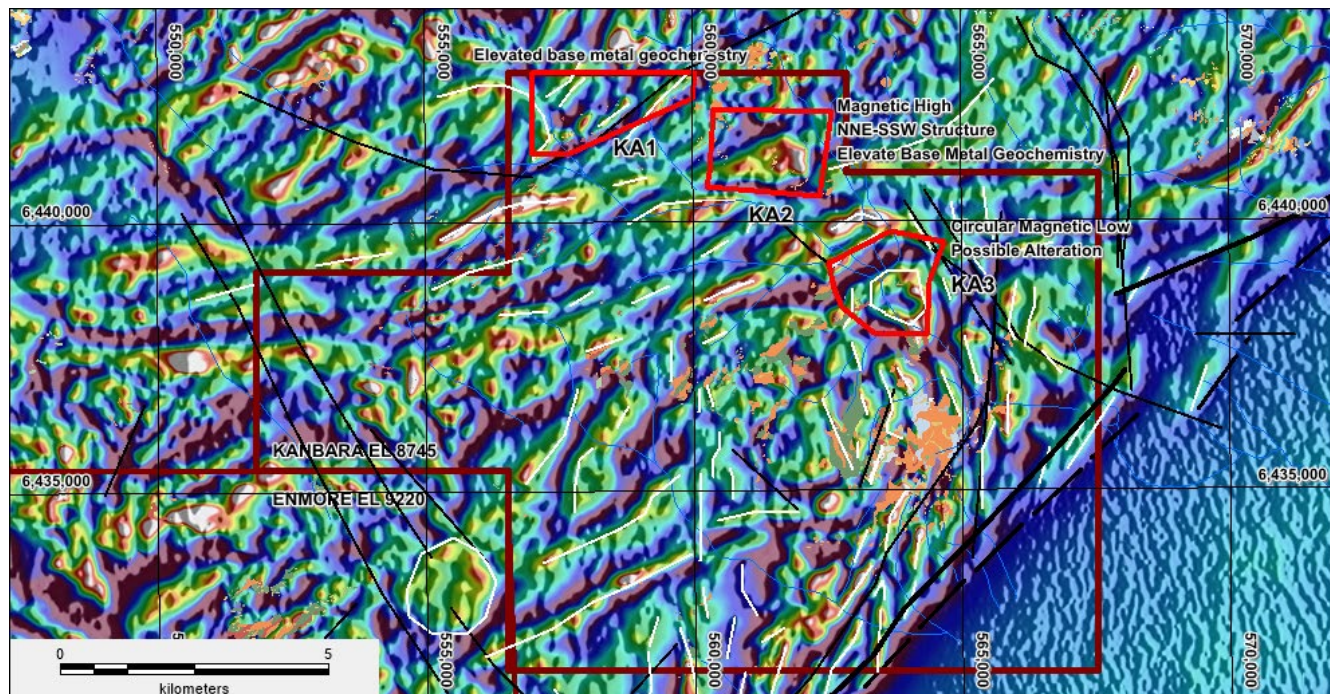 550,000
555,000
560,000
565,000
570,000
Elevated base metal geochemistry
Magnetic High
NNE-SSW Structure
Elevate Base Metal Geochemistry
KA1
KA2
6,440,000
6,440,000
Circular Magnetic Low
Possible Alteration
KA3
KANBARA EL 8745
6,435,000
6,435,000
ENMORE EL 9220
555,000
560,000
565,000
570,000
0
5
kilometers